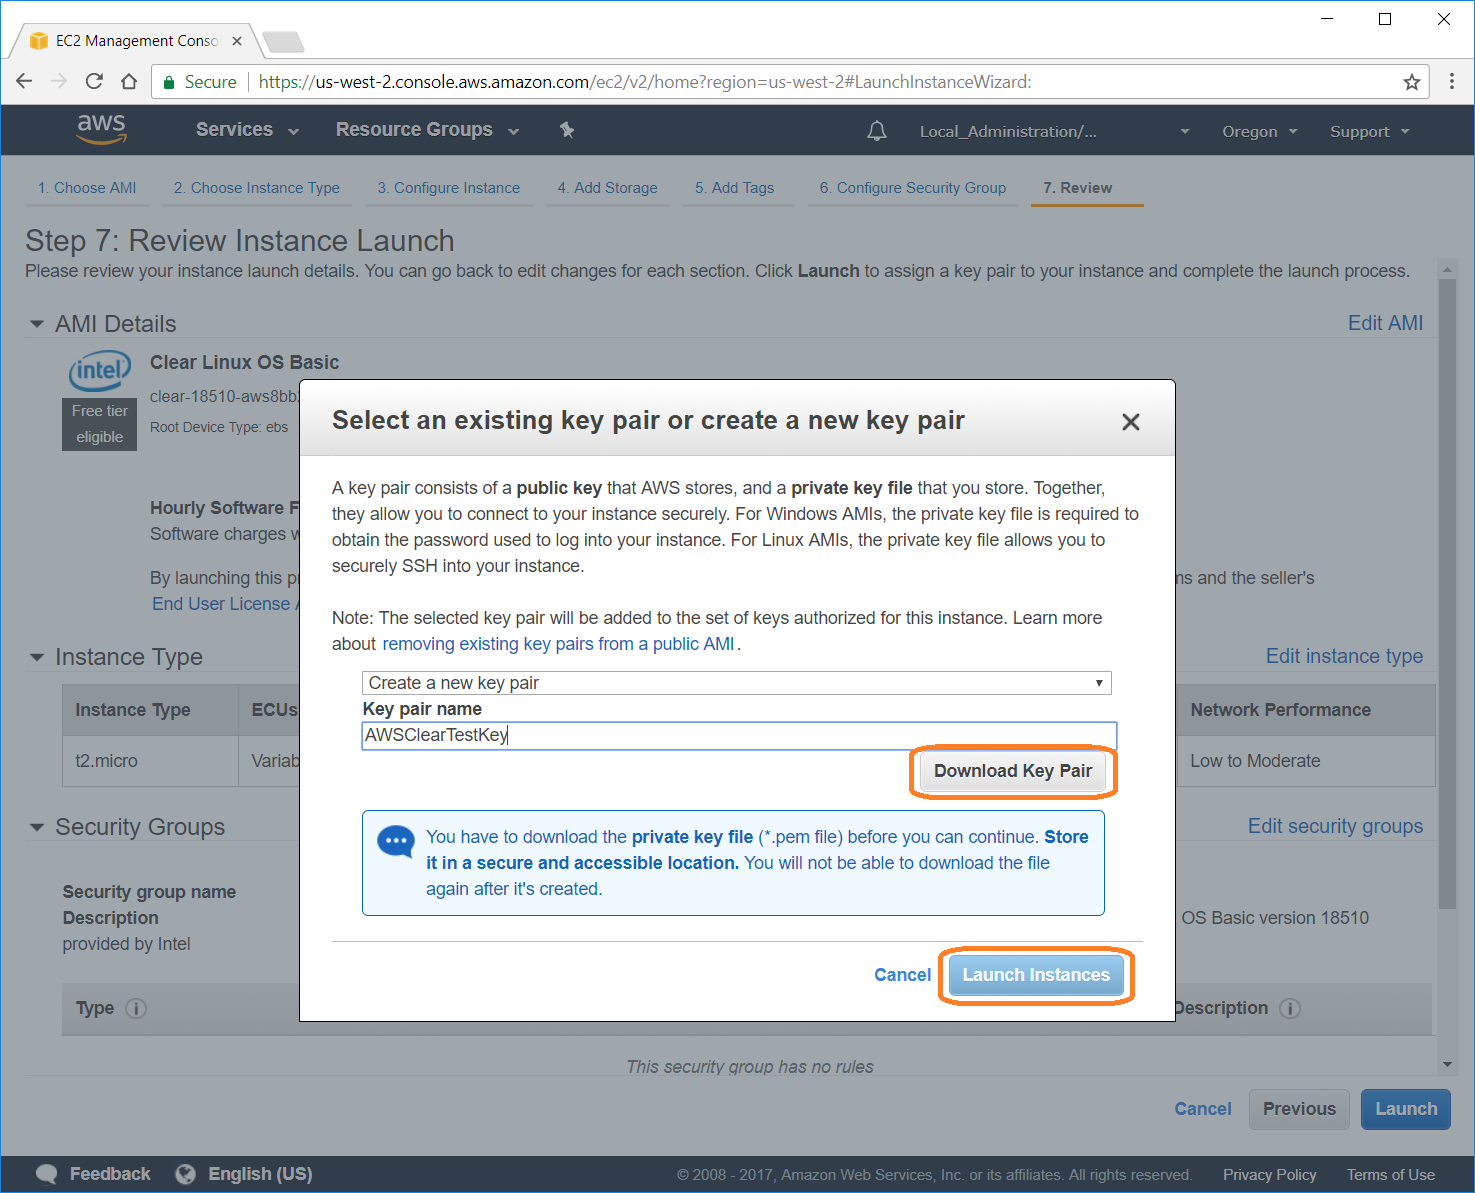 EC2 Management Conso
Secure
https://us-west-2.console.aws.amazon.com/ec2/v2/home?region=us-west-2#LaunchInstanceWizard:
aws
Services
Resource Groups
Local_Administration/...
Oregon
Support
1. Choose AMI
2. Choose Instance Type
3. Configure Instance
4. Add Storage
5. Add Tags
6. Configure Security Group
7. Review
Step 7: Review Instance Launch
Please review your instance launch details. You can go back to edit changes for each section. Click Launch to assign a key pair to your instance and complete the launch process.
AMI Details
Edit AMI
intel
Free tier
eligible
Clear Linux OS Basic
clear-18510-aws8bb
Root Device Type: ebs
Hourly Software F
Software charges w
By launching this pr
ms and the seller's
End User License A
Select an existing key pair or create a new key pair
A key pair consists of a public key that AWS stores, and a private key file that you store. Together,
they allow you to connect to your instance securely. For Windows AMIs, the private key file is required to
obtain the password used to log into your instance. For Linux AMIs, the private key file allows you to
securely SSH into your instance.
Note: The selected key pair will be added to the set of keys authorized for this instance. Learn more
about removing existing key pairs from a public AMI.
Create a new key pair
Key pair name
AWSClearTestKey
Download Key Pair
You have to download the private key file (*.pem file) before you can continue. Store
it in a secure and accessible location. You will not be able to download the file
again after it's created.
Cancel
Launch Instances
Instance Type
Edit instance type
Instance Type
ECUs
Network Performance
t2.micro
Variab
Low to Moderate
Security Groups
Edit security groups
Security group name
Description
OS Basic version 18510
provided by Intel
Type
Description
This security group has no rules
Cancel
Previous
Launch
Feedback
English (US)
© 2008 - 2017, Amazon Web Services, Inc. or its affiliates. All rights reserved.
Privacy Policy
Terms of Use